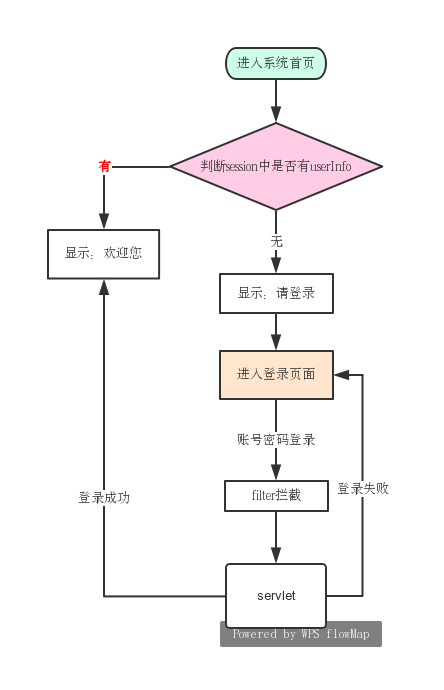 进入系统首页
判断session中是否有userInfo
有
无
显示：欢迎您
显示：请登录
进入登录页面
账号密码登录
登录成功
filter拦截
登录失败
servlet
Powered by WPS flowMap